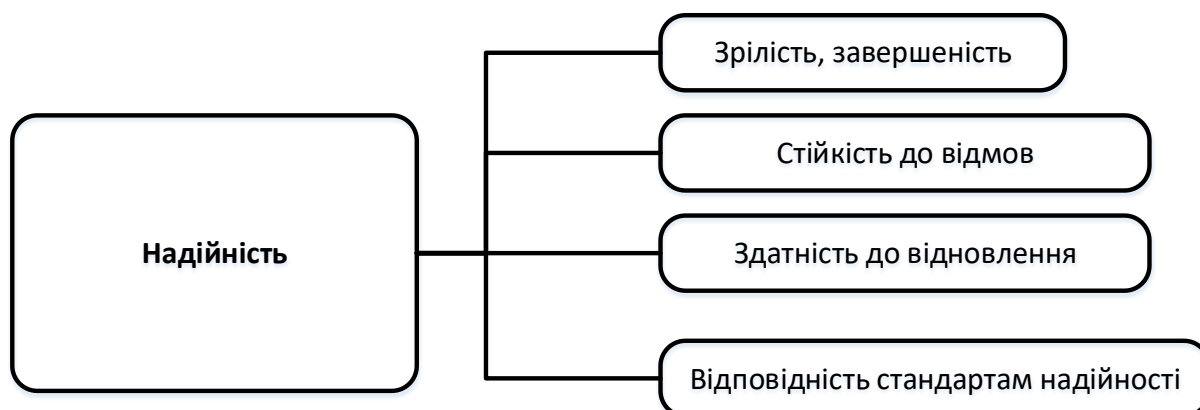 Зрілість, завершеність
Стійкість до відмов
Надійність
Здатність до відновлення
Відповідність стандартам надійності